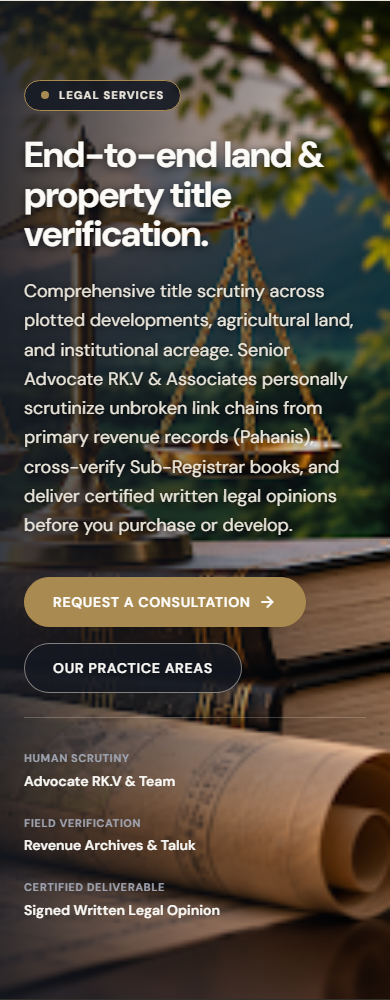 LEGAL SERVICES
End-to-end land &
property title
verification.
Comprehensive title scrutiny across
plotted developments, agricultural land,
and institutional acreage. Senior
Advocate RK.V & Associates personally
scrutinize unbroken link chains from
primary revenue records (Pahanis),
cross-verify Sub-Registrar books, and
deliver certified written legal opinions
before you purchase or develop.
REQUEST A CONSULTATION →
OUR PRACTICE AREAS
HUMAN SCRUTINY
Advocate RK.V & Team
FIELD VERIFICATION
Revenue Archives & Taluk
CERTIFIED DELIVERABLE
Signed Written Legal Opinion